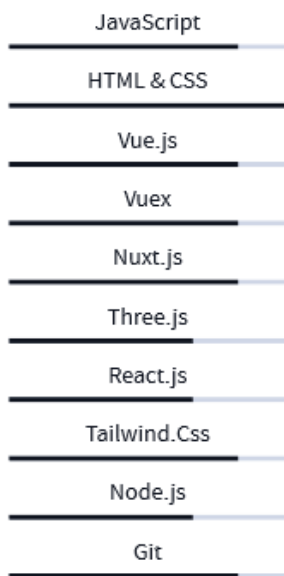 JavaScript
HTML & CSS
Vue.js
Vuex
Nuxt.js
Three.js
React.js
Tailwind.Css
Node.js
Git